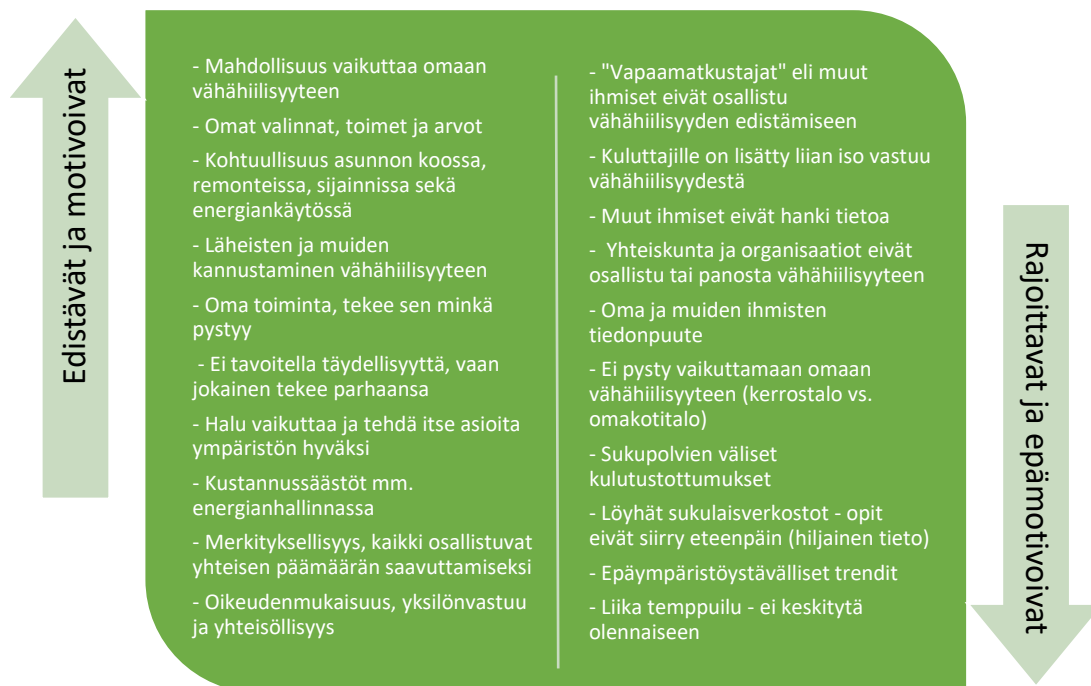 Edistävät ja motivoivat
- Mahdollisuus vaikuttaa omaan
vähähiilisyyteen
- Omat valinnat, toimet ja arvot
- Kohtuullisuus asunnon koossa,
remonteissa, sijainnissa sekä
energiankäytössä
- Läheisten ja muiden
kannustaminen vähähiilisyyteen
- Oma toiminta, tekee sen minkä
pystyy
- Ei tavoitella täydellisyyttä, vaan
jokainen tekee parhaansa
- Halu vaikuttaa ja tehdä itse asioita
ympäristön hyväksi
- Kustannussäästöt mm.
energianhallinnassa
- Merkityksellisyys, kaikki osallistuvat
yhteisen päämäärän saavuttamiseksi
- Oikeudenmukaisuus, yksilönvastuu
ja yhteisöllisyys
- "Vapaamatkustajat" eli muut
ihmiset eivät osallistu
vähähiilisyyden edistämiseen
- Kuluttajille on lisätty liian iso vastuu
vähähiilisyydestä
- Muut ihmiset eivät hanki tietoa
- Yhteiskunta ja organisaatiot eivät
osallistu tai panosta vähähiilisyyteen
- Oma ja muiden ihmisten
tiedonpuute
- Ei pysty vaikuttamaan omaan
vähähiilisyyteen (kerrostalo vs.
omakotitalo)
- Sukupolvien väliset
kulutustottumukset
- Löyhät sukulaisverkostot - opit
eivät siirry eteenpäin (hiljainen tieto)
- Epäympäristöystävälliset trendit
- Liika temppuilu - ei keskitytä
olennaiseen
Rajoittavat ja epämotivoivat